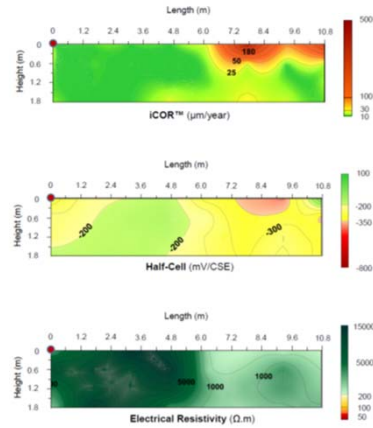 Length (m)
0 1.2 2.4 3.6 4.8 6.0 7.2 8.4 9.6 10.8
Height (m)
0
0.6
1.2
1.8
180
50
25
500
100
30
10
iCOR™ (µm/year)
Length (m)
0 1.2 2.4 3.6 4.8 6.0 7.2 8.4 9.6 10.8
Height (m)
0
0.6
1.2
1.8
-200
-200
-300
100
-200
-350
-800
Half-Cell (mV/CSE)
Length (m)
0 1.2 2.4 3.6 4.8 6.0 7.2 8.4 9.6 10.8
Height (m)
0
0.6
1.2
1.8
5000
1000
1000
15000
5000
200
100
50
Electrical Resistivity (Ω.m)